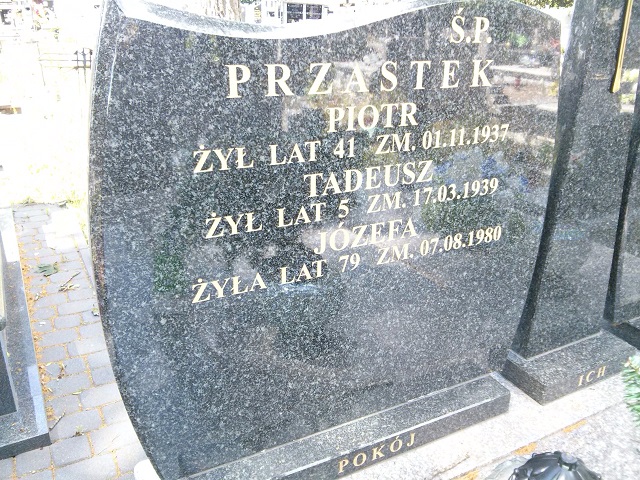 Ś.P.
PRZASTEK
PIOTR
ŻYŁ LAT 41 ZM. 01.11.1937
TADEUSZ
ŻYŁ LAT 5 ZM. 17.03.1939
JÓZEFA
ŻYŁA LAT 79 ZM. 07.08.1980
POKÓJ
ICH